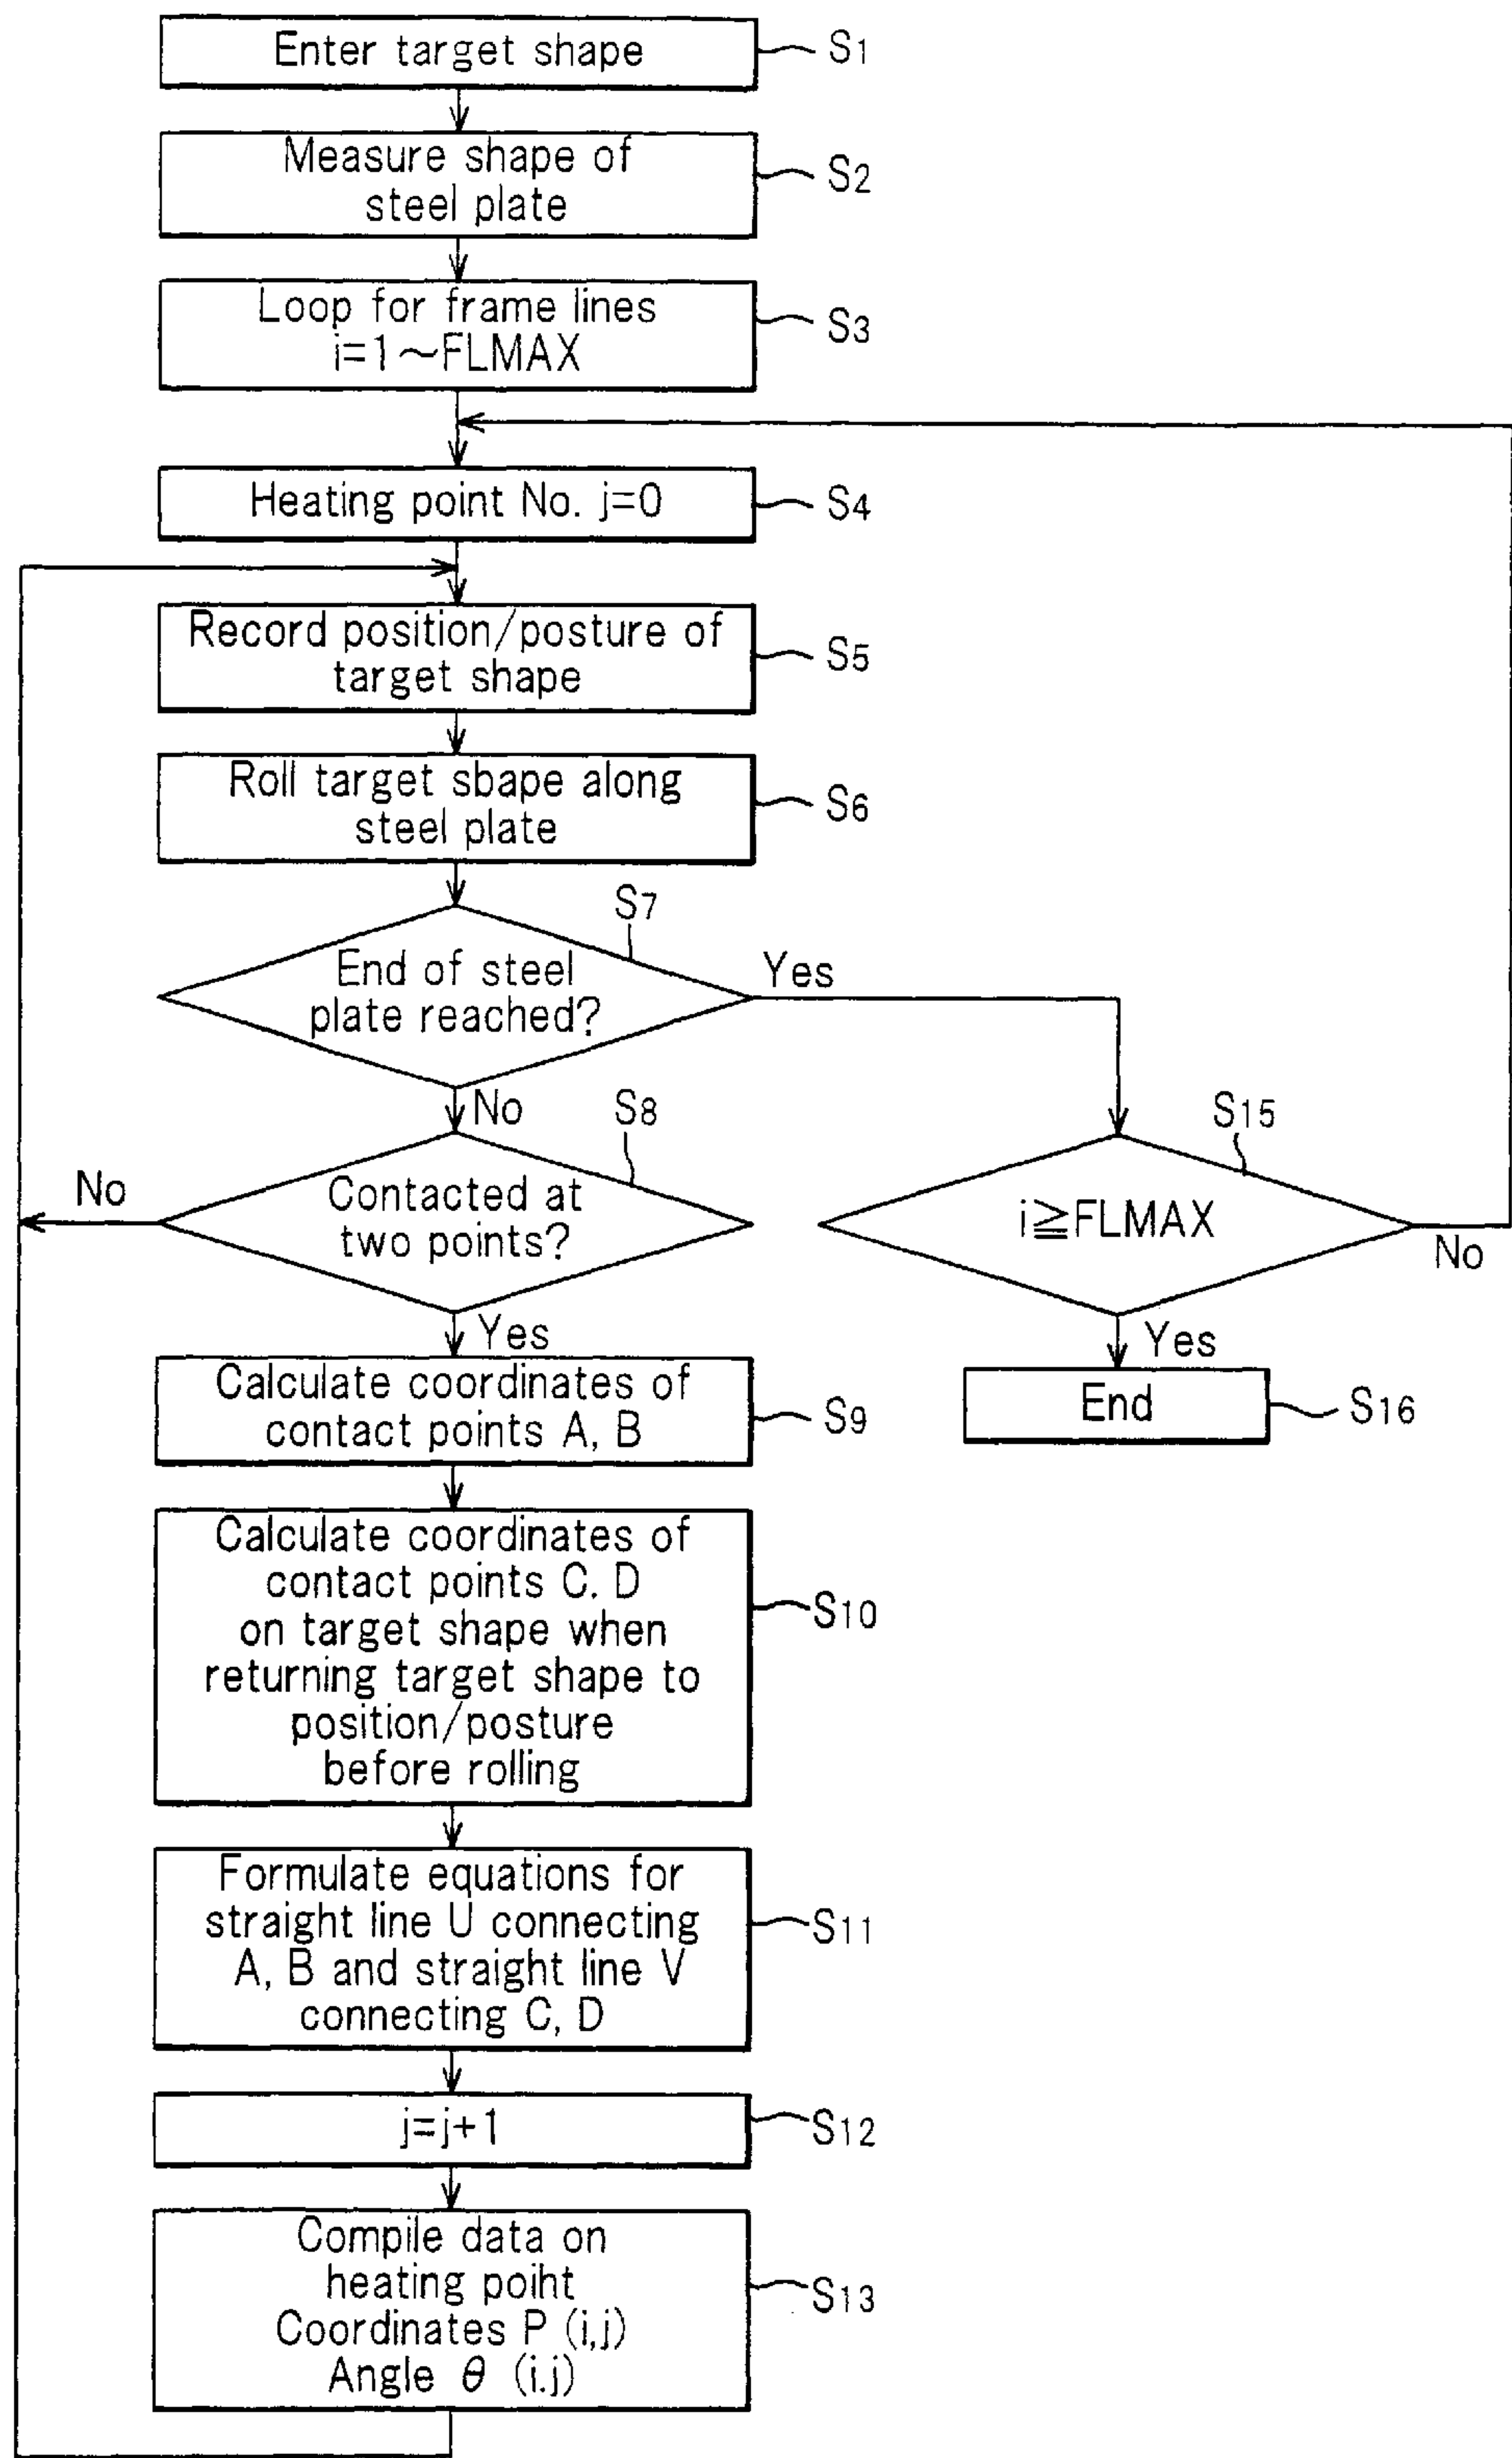 Enter target shape
S1
Measure shape of
steel plate
S2
Loop for frame lines
i=1～FLMAX
S3
Heating point No. j=0
S4
Record position/posture of
target shape
S5
Roll target sbape along
steel plate
S6
S7
End of steel
plate reached?
Yes
No
S8
Contacted at
two points?
No
Yes
S15
i≧FLMAX
No
Yes
End
S16
Calculate coordinates of
contact points A, B
S9
Calculate coordinates of
contact points C. D
on target shape when
returning target shape to
position/posture
before rolling
S10
Formulate equations for
straight line U connecting
A, B and straight line V
connecting C, D
S11
j=j+1
S12
Compile data on
heating poiht
Coordinates P (i,j)
Angle θ (i.j)
S13